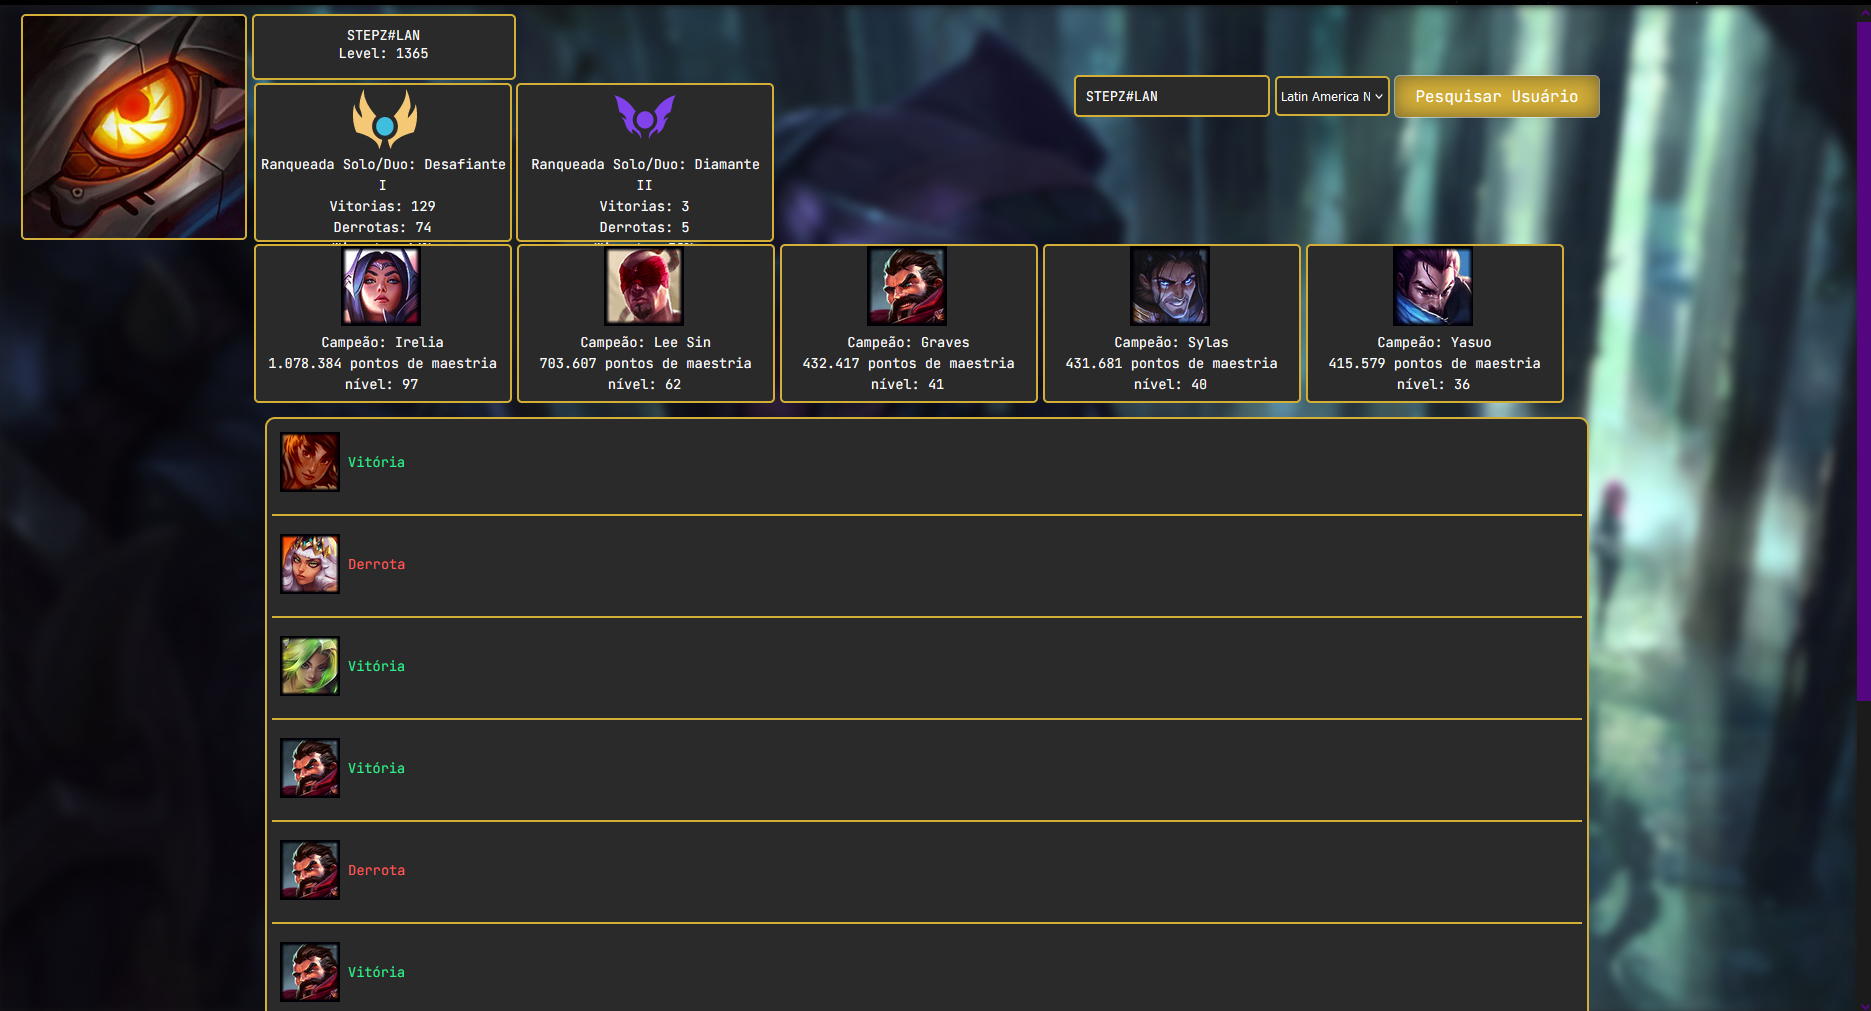 STEPZ#LAN
Level: 1365
STEPZ#LAN
Latin America N
Pesquisar Usuário
Ranqueada Solo/Duo: Desafiante
I
Vitorias: 129
Derrotas: 74
Ranqueada Solo/Duo: Diamante
II
Vitorias: 3
Derrotas: 5
Campeão: Irelia
1.078.384 pontos de maestria
nível: 97
Campeão: Lee Sin
703.607 pontos de maestria
nível: 62
Campeão: Graves
432.417 pontos de maestria
nível: 41
Campeão: Sylas
431.681 pontos de maestria
nível: 40
Campeão: Yasuo
415.579 pontos de maestria
nível: 36
Vitória
Derrota
Vitória
Vitória
Derrota
Vitória